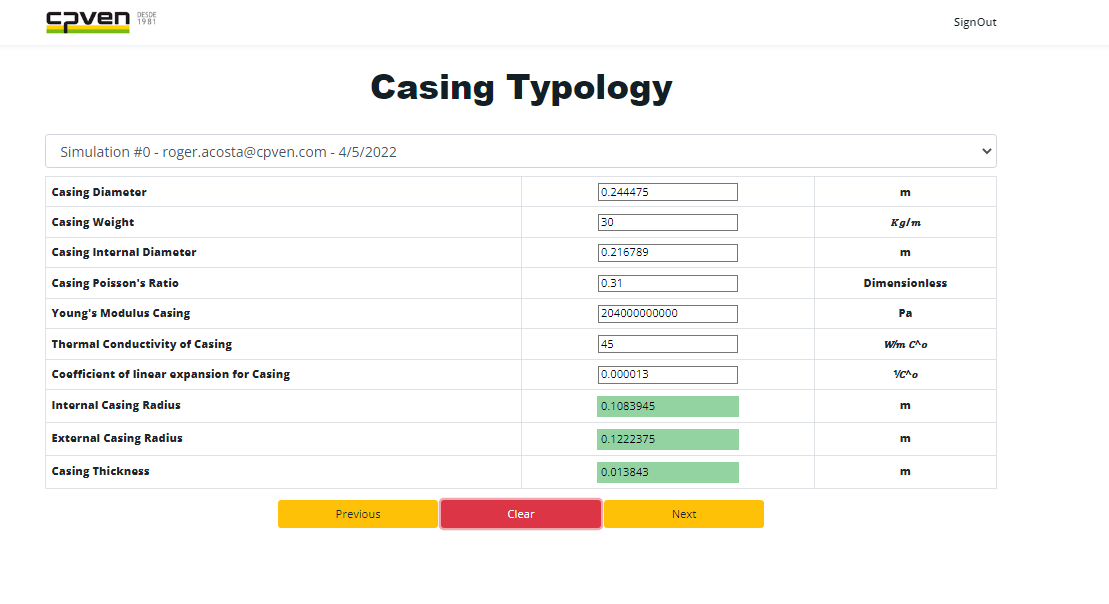 cpven DESDE
1981
SignOut
Casing Typology
Simulation #0 - roger.acosta@cpven.com - 4/5/2022
Casing Diameter 0.244475 m
Casing Weight 30 Kg/m
Casing Internal Diameter 0.216789 m
Casing Poisson's Ratio 0.31 Dimensionless
Young's Modulus Casing 204000000000 Pa
Thermal Conductivity of Casing 45 W/m C^o
Coefficient of linear expansion for Casing 0.000013 1/C^o
Internal Casing Radius 0.1083945 m
External Casing Radius 0.1222375 m
Casing Thickness 0.013843 m
Previous Clear Next